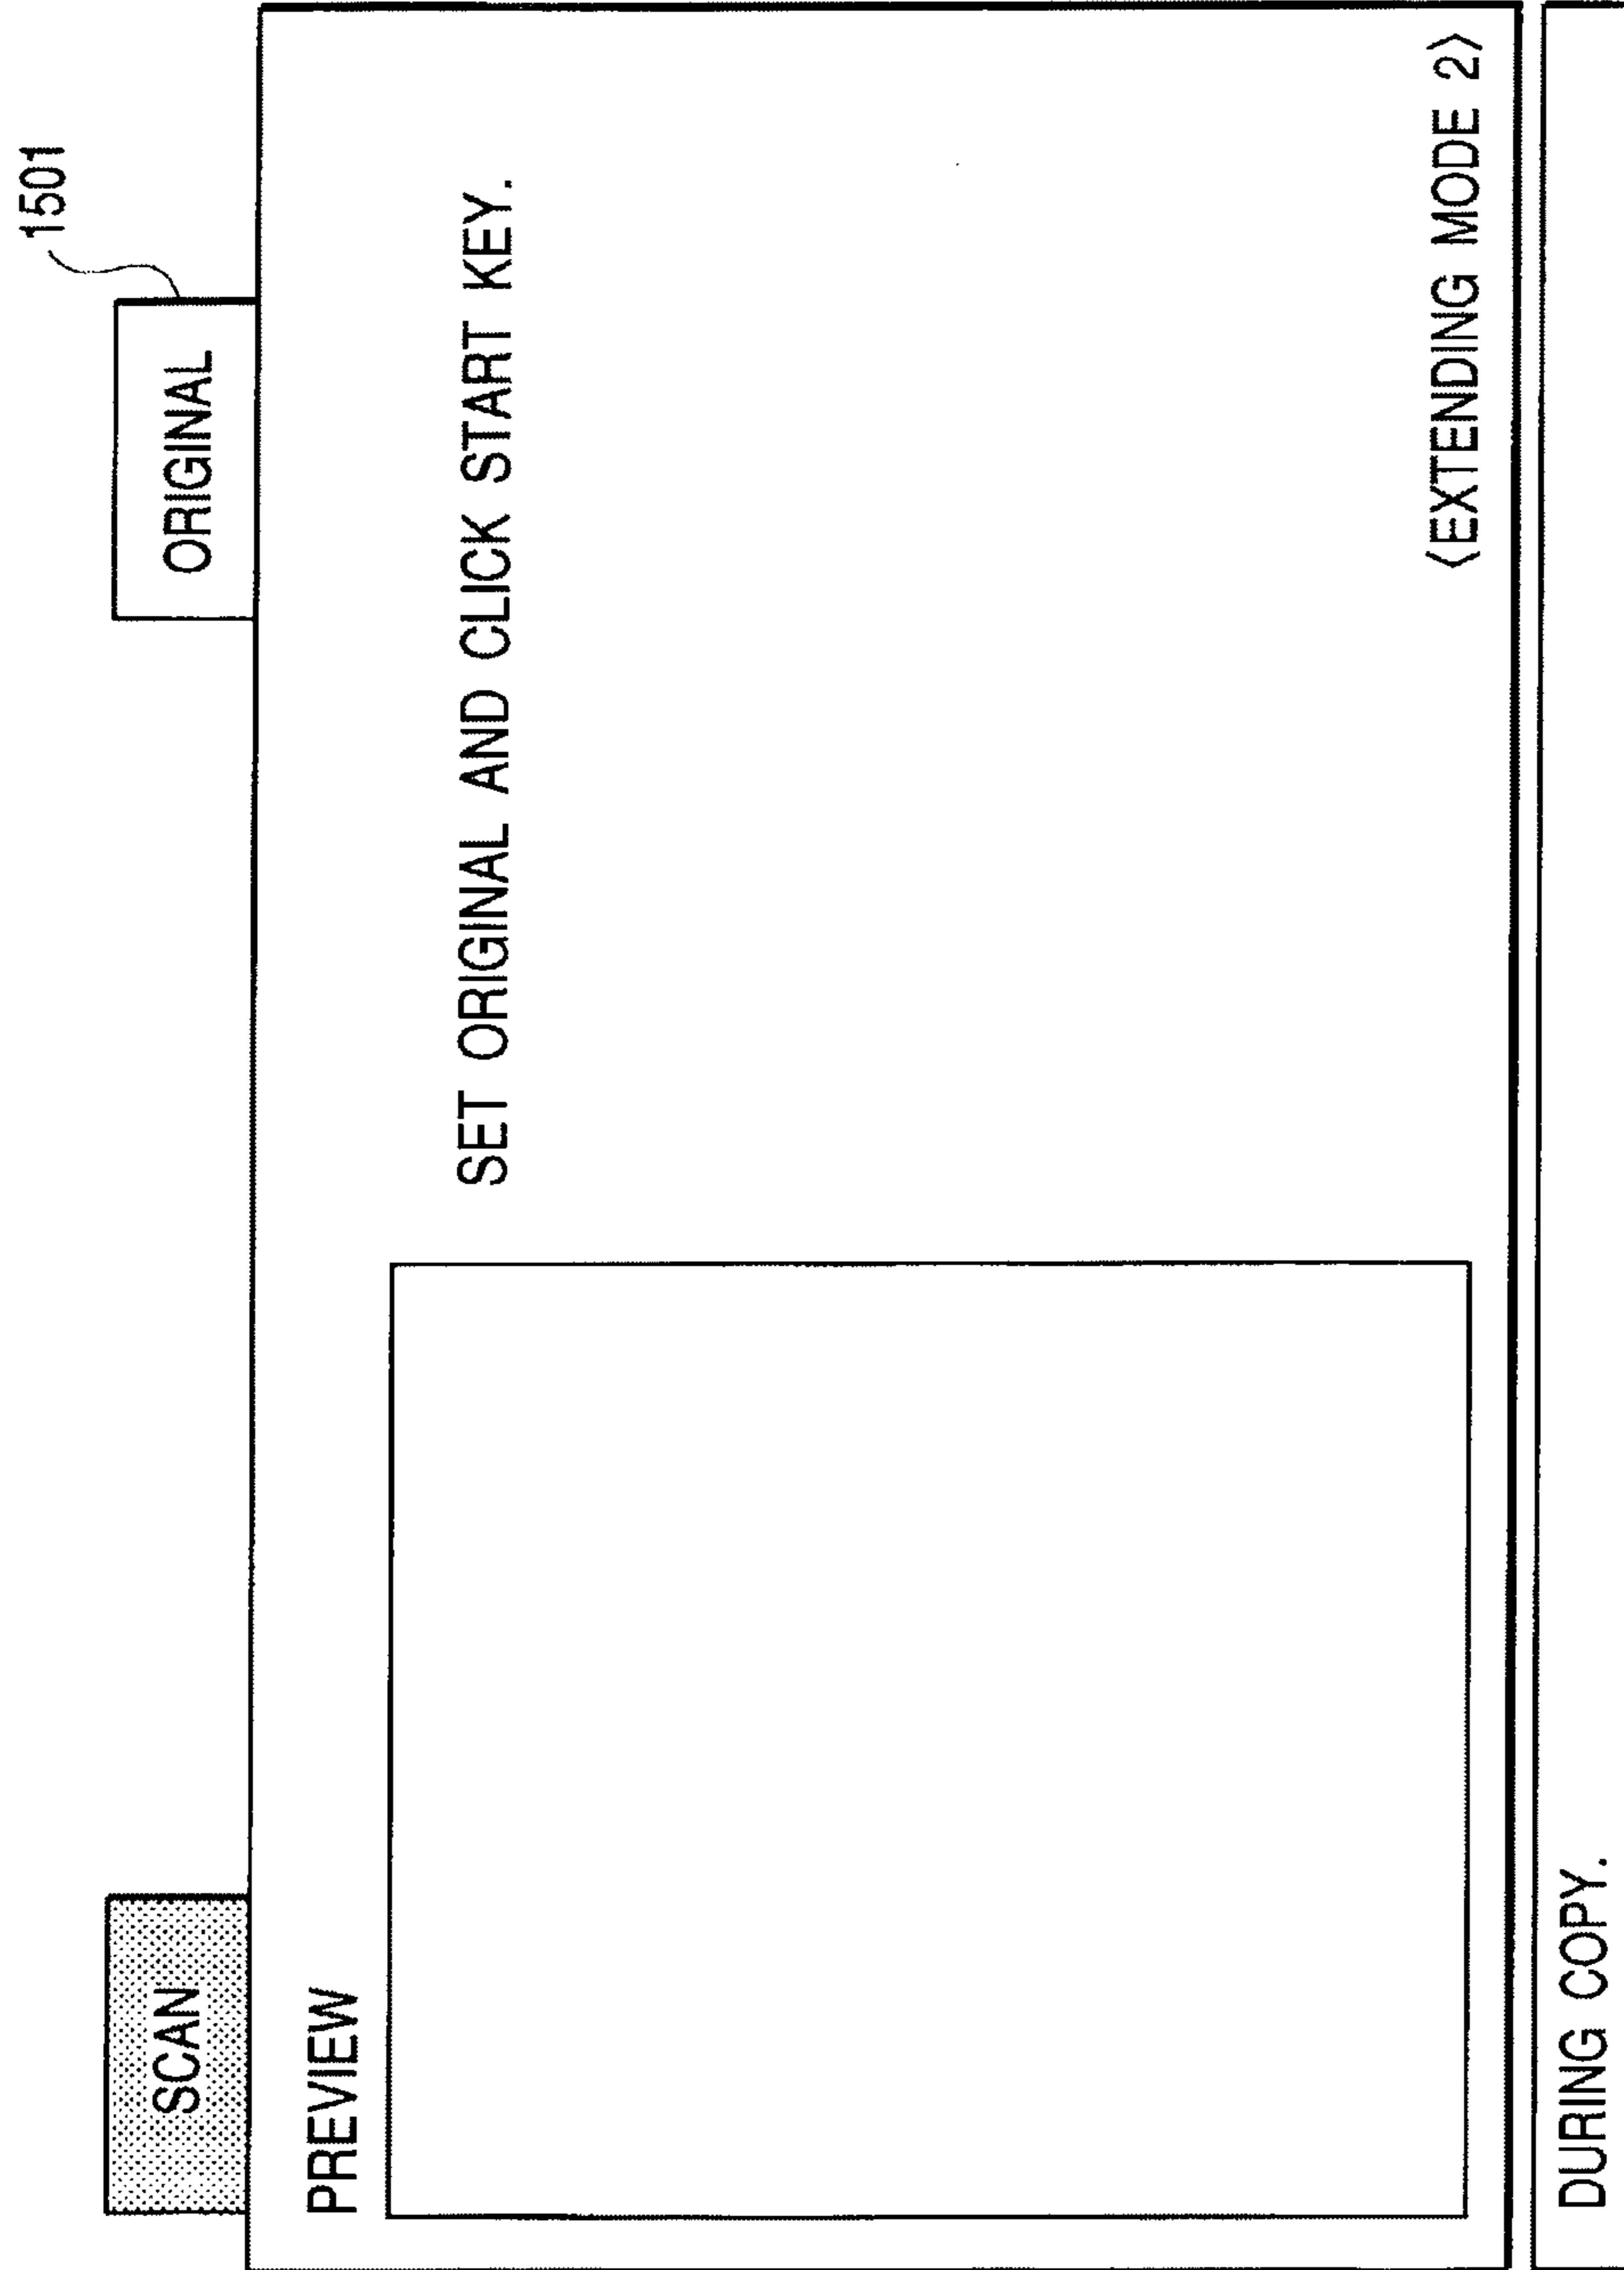 1501
SCAN
ORIGINAL
PREVIEW
SET ORIGINAL AND CLICK START KEY.
〈EXTENDING MODE 2〉
DURING COPY.